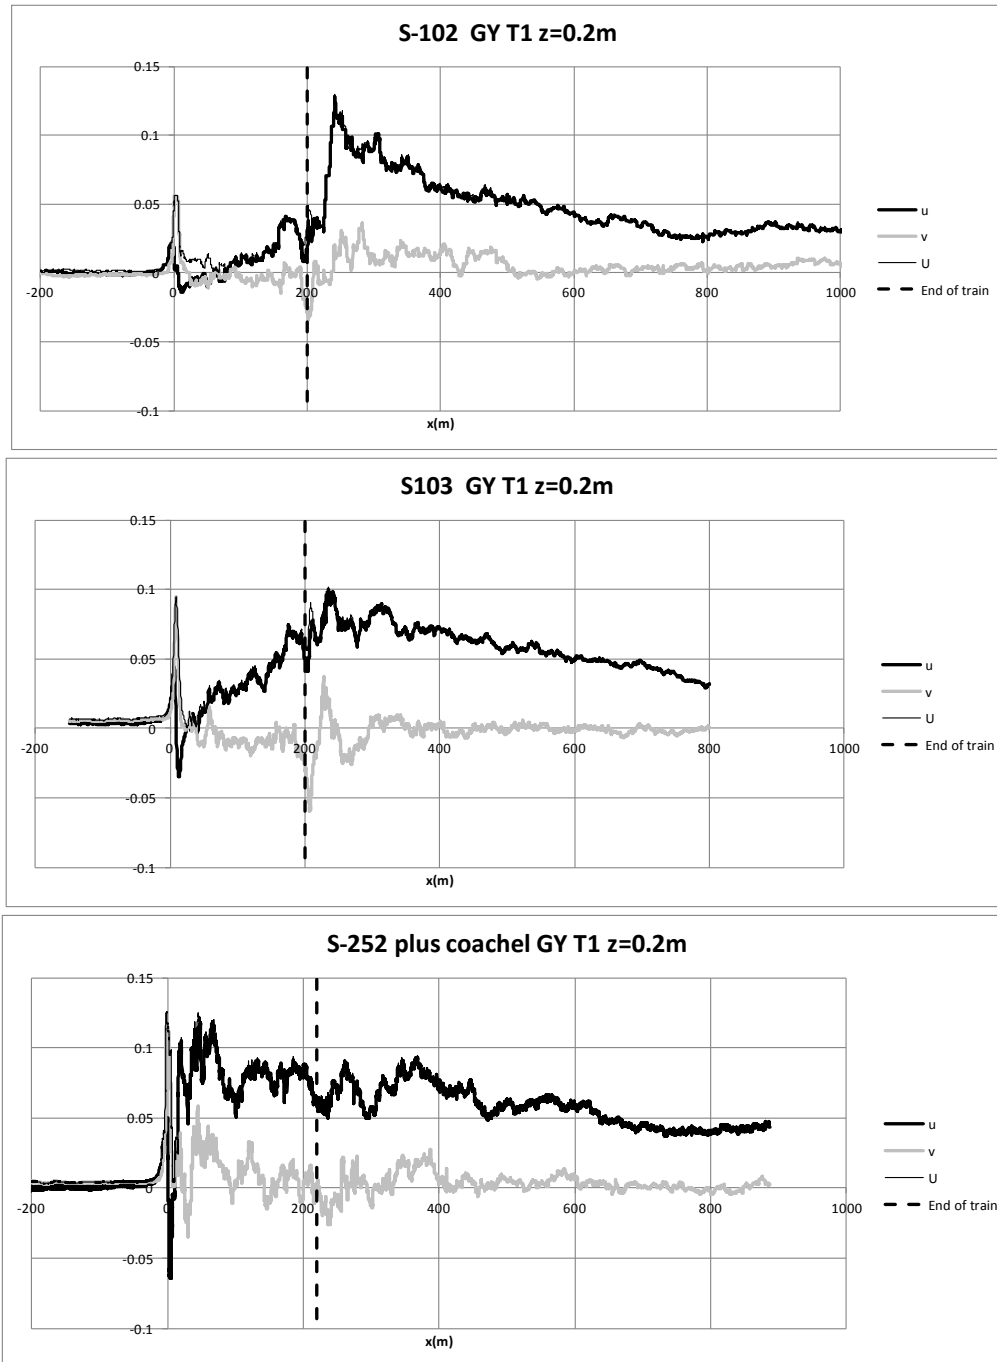 S-102 GY T1 z=0.2m
0.15
0.1
0.05
0
-0.05
-0.1
-200 0 200 400 600 800 1000
x(m)
u
v
U
End of train
S103 GY T1 z=0.2m
0.15
0.1
0.05
0
-0.05
-0.1
-200 0 200 400 600 800 1000
x(m)
u
v
U
End of train
S-252 plus coachel GY T1 z=0.2m
0.15
0.1
0.05
0
-0.05
-0.1
-200 0 200 400 600 800 1000
x(m)
u
v
U
End of train